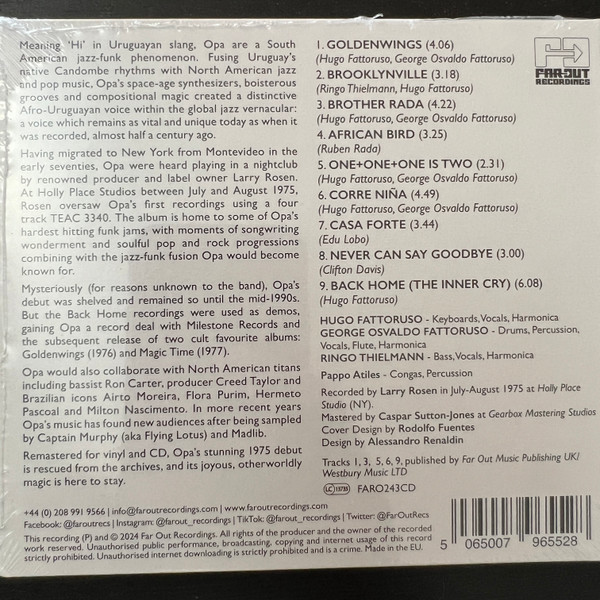 Meaning 'Hi' in Uruguayan slang, Opa are a South
American jazz-funk phenomenon. Fusing Uruguay's
native Candombe rhythms with North American jazz
and pop music, Opa's space-age synthesizers, boisterous
grooves and compositional magic created a distinctive
Afro-Uruguayan voice within the global jazz vernacular:
a voice which remains as vital and unique today as when it
was recorded, almost half a century ago.
Having migrated to New York from Montevideo in the
early seventies, Opa were heard playing in a nightclub
by renowned producer and label owner Larry Rosen.
At Holly Place Studios between July and August 1975,
Rosen oversaw Opa's first recordings using a four
track TEAC 3340. The album is home to some of Opa's
hardest hitting funk jams, with moments of songwriting
wonderment and soulful pop and rock progressions
combining with the jazz-funk fusion Opa would become
known for.
Mysteriously (for reasons unknown to the band), Opa's
debut was shelved and remained so until the mid-1990s.
But the Back Home recordings were used as demos,
gaining Opa a record deal with Milestone Records and
the subsequent release of two cult favourite albums:
Goldenwings (1976) and Magic Time (1977).
Opa would also collaborate with North American titans
including bassist Ron Carter, producer Creed Taylor and
Brazilian icons Airto Moreira, Flora Purim, Hermeto
Pascoal and Milton Nascimento. In more recent years
Opa's music has found new audiences after being sampled
by Captain Murphy (aka Flying Lotus) and Madlib.
Remastered for vinyl and CD, Opa's stunning 1975 debut
is rescued from the archives, and its joyous, otherworldly
magic is here to stay.
1. GOLDENWINGS (4.06)
(Hugo Fattoruso, George Osvaldo Fattoruso)
2. BROOKLYNVILLE (3.18)
(Ringo Thielmann, Hugo Fattoruso)
3. BROTHER RADA (4.22)
(Hugo Fattoruso, George Osvaldo Fattoruso)
4. AFRICAN BIRD (3.25)
(Ruben Rada)
5. ONE+ONE+ONE IS TWO (2.31)
(Hugo Fattoruso, George Osvaldo Fattoruso)
6. CORRE NIÑA (4.49)
(Hugo Fattoruso, George Osvaldo Fattoruso)
7. CASA FORTE (3.44)
(Edu Lobo)
8. NEVER CAN SAY GOODBYE (3.00)
(Clifton Davis)
9. BACK HOME (THE INNER CRY) (6.08)
(Hugo Fattoruso)
FAR OUT
RECORDINGS
HUGO FATTORUSO - Keyboards, Vocals, Harmonica
GEORGE OSVALDO FATTORUSO - Drums, Percussion,
Vocals, Flute, Harmonica
RINGO THIELMANN - Bass, Vocals, Harmonica
Pappo Atiles - Congas, Percussion
Recorded by Larry Rosen in July-August 1975 at Holly Place
Studio (NY).
Mastered by Caspar Sutton-Jones at Gearbox Mastering Studios
Cover Design by Rodolfo Fuentes
Design by Alessandro Renaldin
Tracks 1, 3, 5, 6, 9, published by Far Out Music Publishing UK/
Westbury Music LTD
LC FARO243CD
+44 (0) 208 991 9566 | info@faroutrecordings.com | www.faroutrecordings.com
Facebook: @faroutrecs | Instagram: @farout_recordings | TikTok: @farout_recordings | Twitter: @FarOutRecs
This recording (P) and © 2024 Far Out Recordings. All rights of the producer and the owner of the recorded
work reserved. Unauthorised public performance, broadcasting, copying and internet usage of this record
strictly prohibited. Unauthorised internet downloading is strictly prohibited and is a crime. Made in the EU.
5 065007 965528